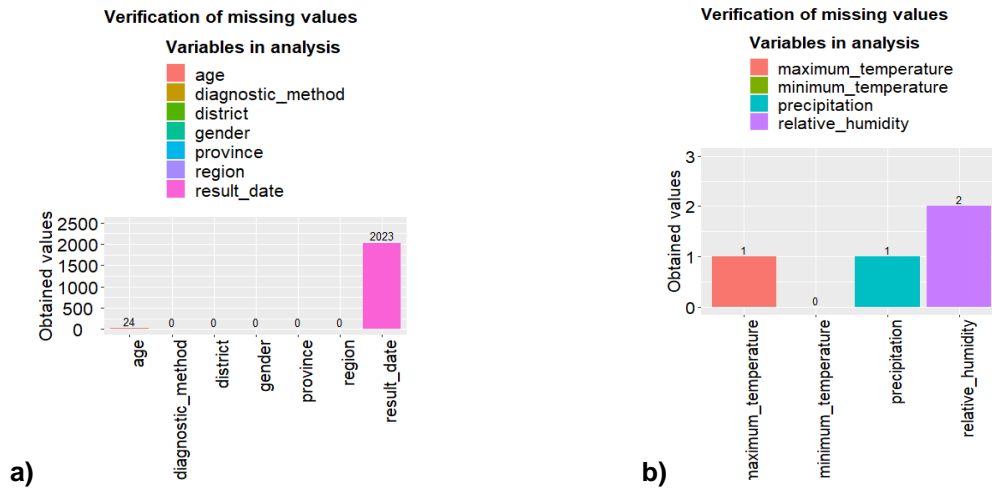 Verification of missing values
Variables in analysis
age
diagnostic_method
district
gender
province
region
result_date
Obtained values
2500
2000
1500
1000
500
0
24
0
0
0
0
0
2023
age
diagnostic_method
district
gender
province
region
result_date
a)
Verification of missing values
Variables in analysis
maximum_temperature
minimum_temperature
precipitation
relative_humidity
Obtained values
3
2
1
0
1
0
1
2
maximum_temperature
minimum_temperature
precipitation
relative_humidity
b)